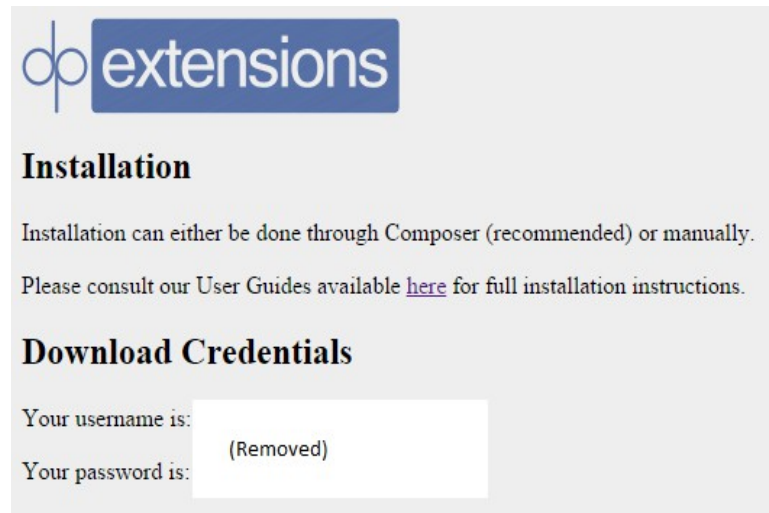 dp extensions
Installation
Installation can either be done through Composer (recommended) or manually.
Please consult our User Guides available here for full installation instructions.
Download Credentials
Your username is:
(Removed)
Your password is: